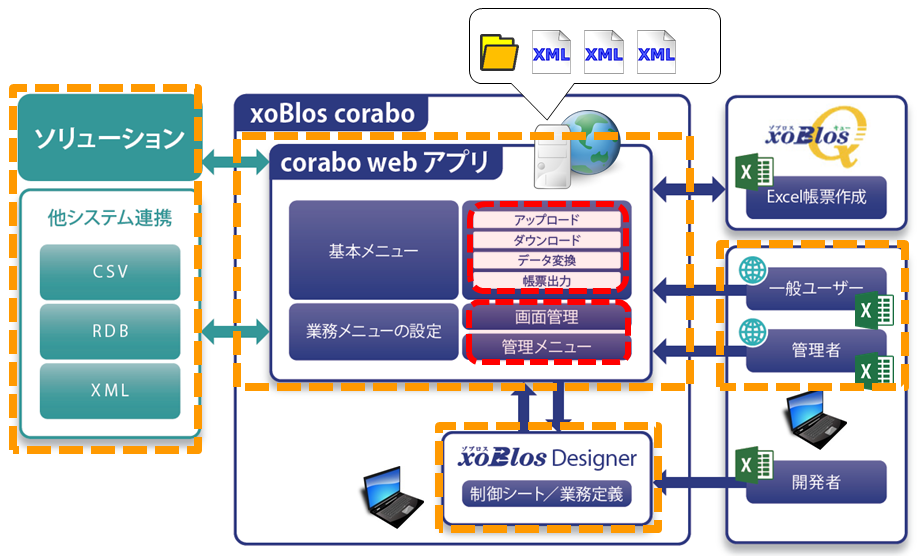 XML XML XML
ソリューション
他システム連携
CSV
RDB
XML
xoBlos corabo
corabo web アプリ
基本メニュー
アップロード
ダウンロード
データ変換
帳票出力
業務メニューの設定
画面管理
管理メニュー
ゾブロス
xoBlos Designer
制御シート／業務定義
ゾブロス キュー
xoBlos Q
X
Excel帳票作成
一般ユーザー
X
管理者
X
X
開発者